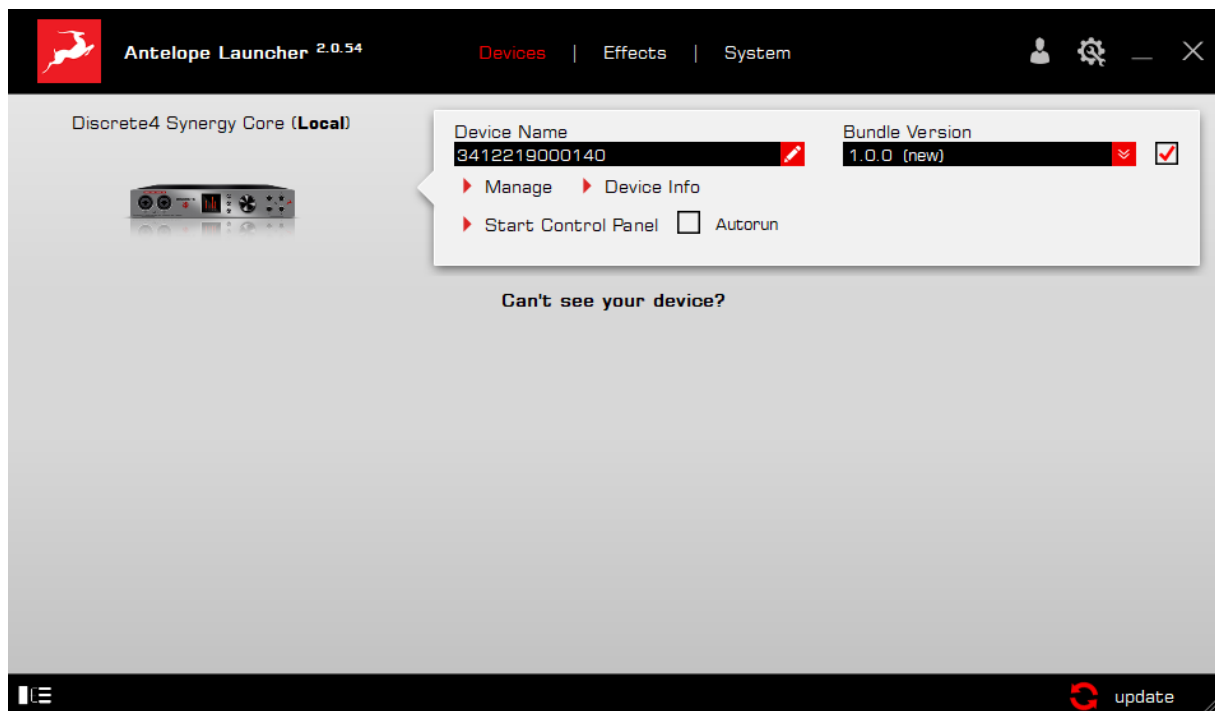 Antelope Launcher 2.0.54
Devices | Effects | System
Discrete4 Synergy Core (Local)
Device Name
3412219000140
Bundle Version
1.0.0 (new)
Manage
Device Info
Start Control Panel
Autorun
Can't see your device?
update